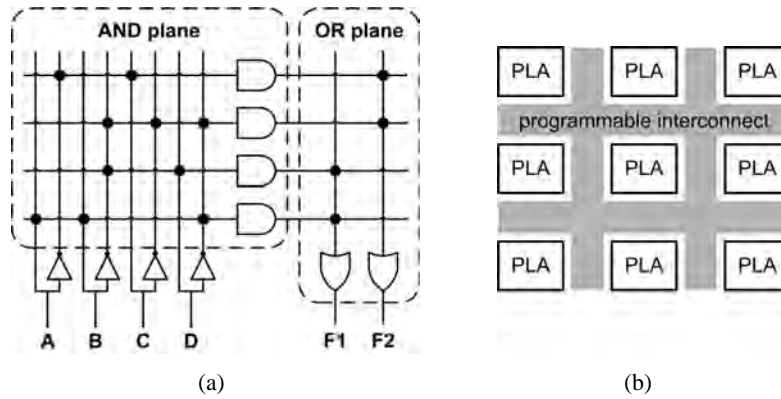 AND plane
OR plane
A B C D
F1 F2
(a)
PLA PLA PLA
programmable interconnect
PLA PLA PLA
PLA PLA PLA
(b)